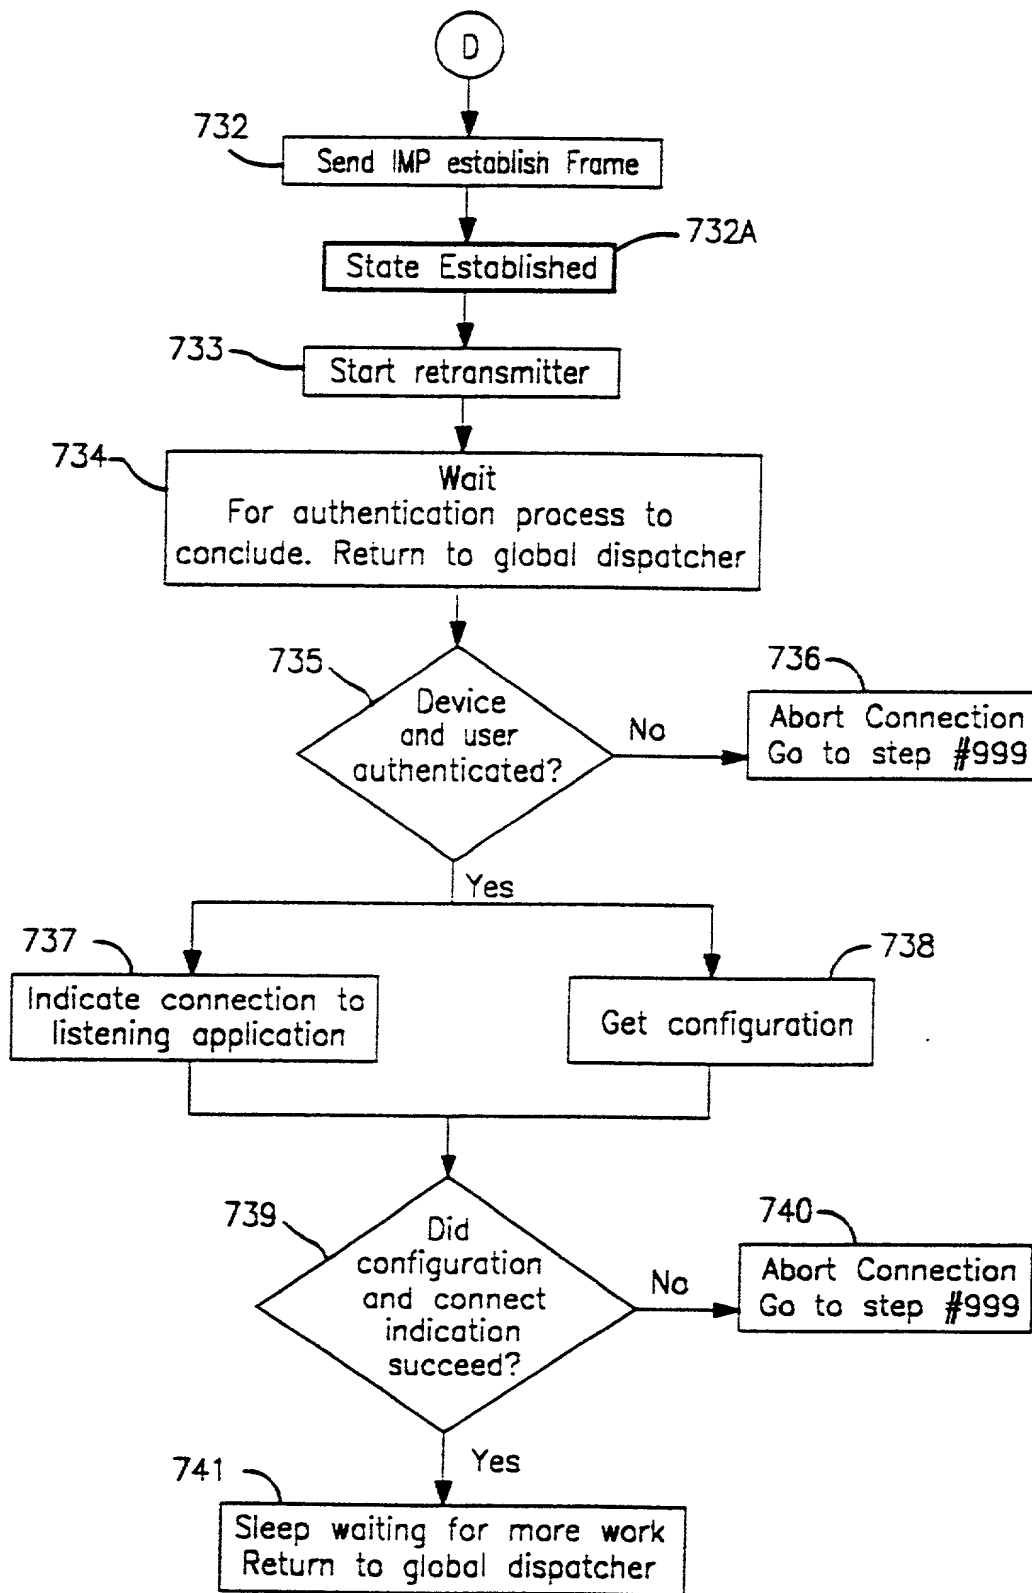 D
732
Send IMP establish Frame
732A
State Established
733
Start retransmitter
734
Wait
For authentication process to
conclude. Return to global dispatcher
735
Device
and user
authenticated?
No
736
Abort Connection
Go to step #999
Yes
737
Indicate connection to
listening application
738
Get configuration
739
Did
configuration
and connect
indication
succeed?
No
740
Abort Connection
Go to step #999
Yes
741
Sleep waiting for more work
Return to global dispatcher